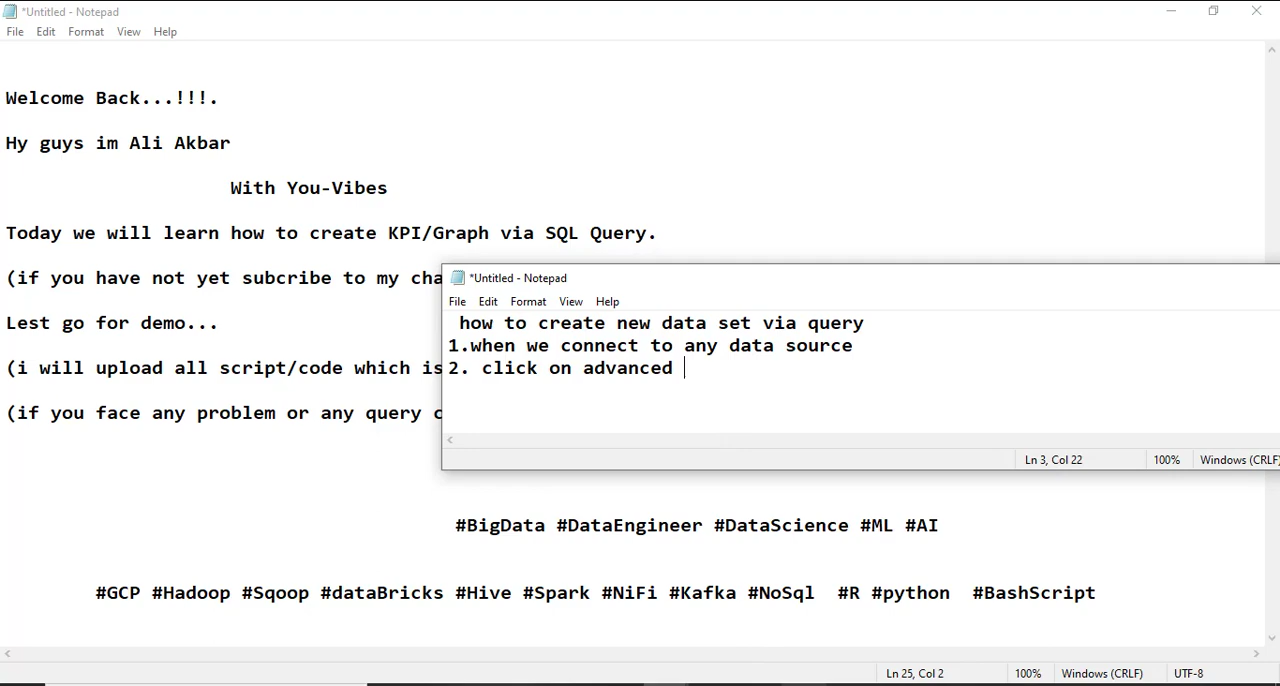 *Untitled - Notepad
File Edit Format View Help
Welcome Back...!!!.
Hy guys im Ali Akbar
With You-Vibes
Today we will learn how to create KPI/Graph via SQL Query.
(if you have not yet subcribe to my cha
Lest go for demo...
(i will upload all script/code which is
(if you face any problem or any query c
*Untitled - Notepad
File Edit Format View Help
how to create new data set via query
1.when we connect to any data source
2. click on advanced
Ln 3, Col 22 100% Windows (CRLF)
#BigData #DataEngineer #DataScience #ML #AI
#GCP #Hadoop #Sqoop #dataBricks #Hive #Spark #NiFi #Kafka #NoSql #R #python #BashScript
Ln 25, Col 2 100% Windows (CRLF) UTF-8